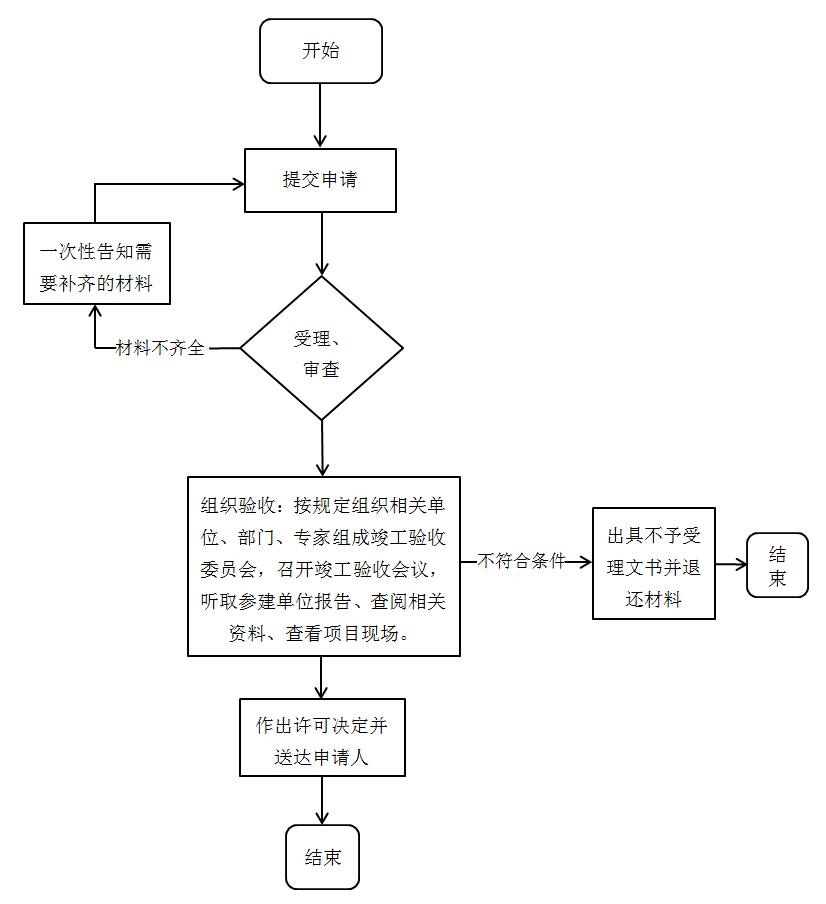 开始
提交申请
一次性告知需
要补齐的材料
材料不齐全
受理、
审查
组织验收：按规定组织相关单
位、部门、专家组成竣工验收
委员会，召开竣工验收会议，
听取参建单位报告、查阅相关
资料、查看项目现场。
不符合条件
出具不予受
理文书并退
还材料
结
束
作出许可决定并
送达申请人
结束